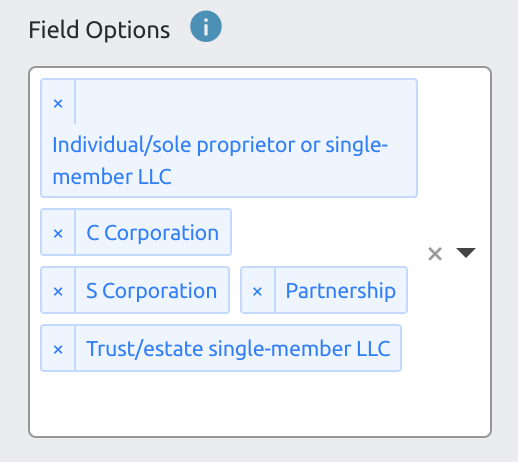 Field Options
×
Individual/sole proprietor or single-
member LLC
× C Corporation
× S Corporation × Partnership
× Trust/estate single-member LLC
×